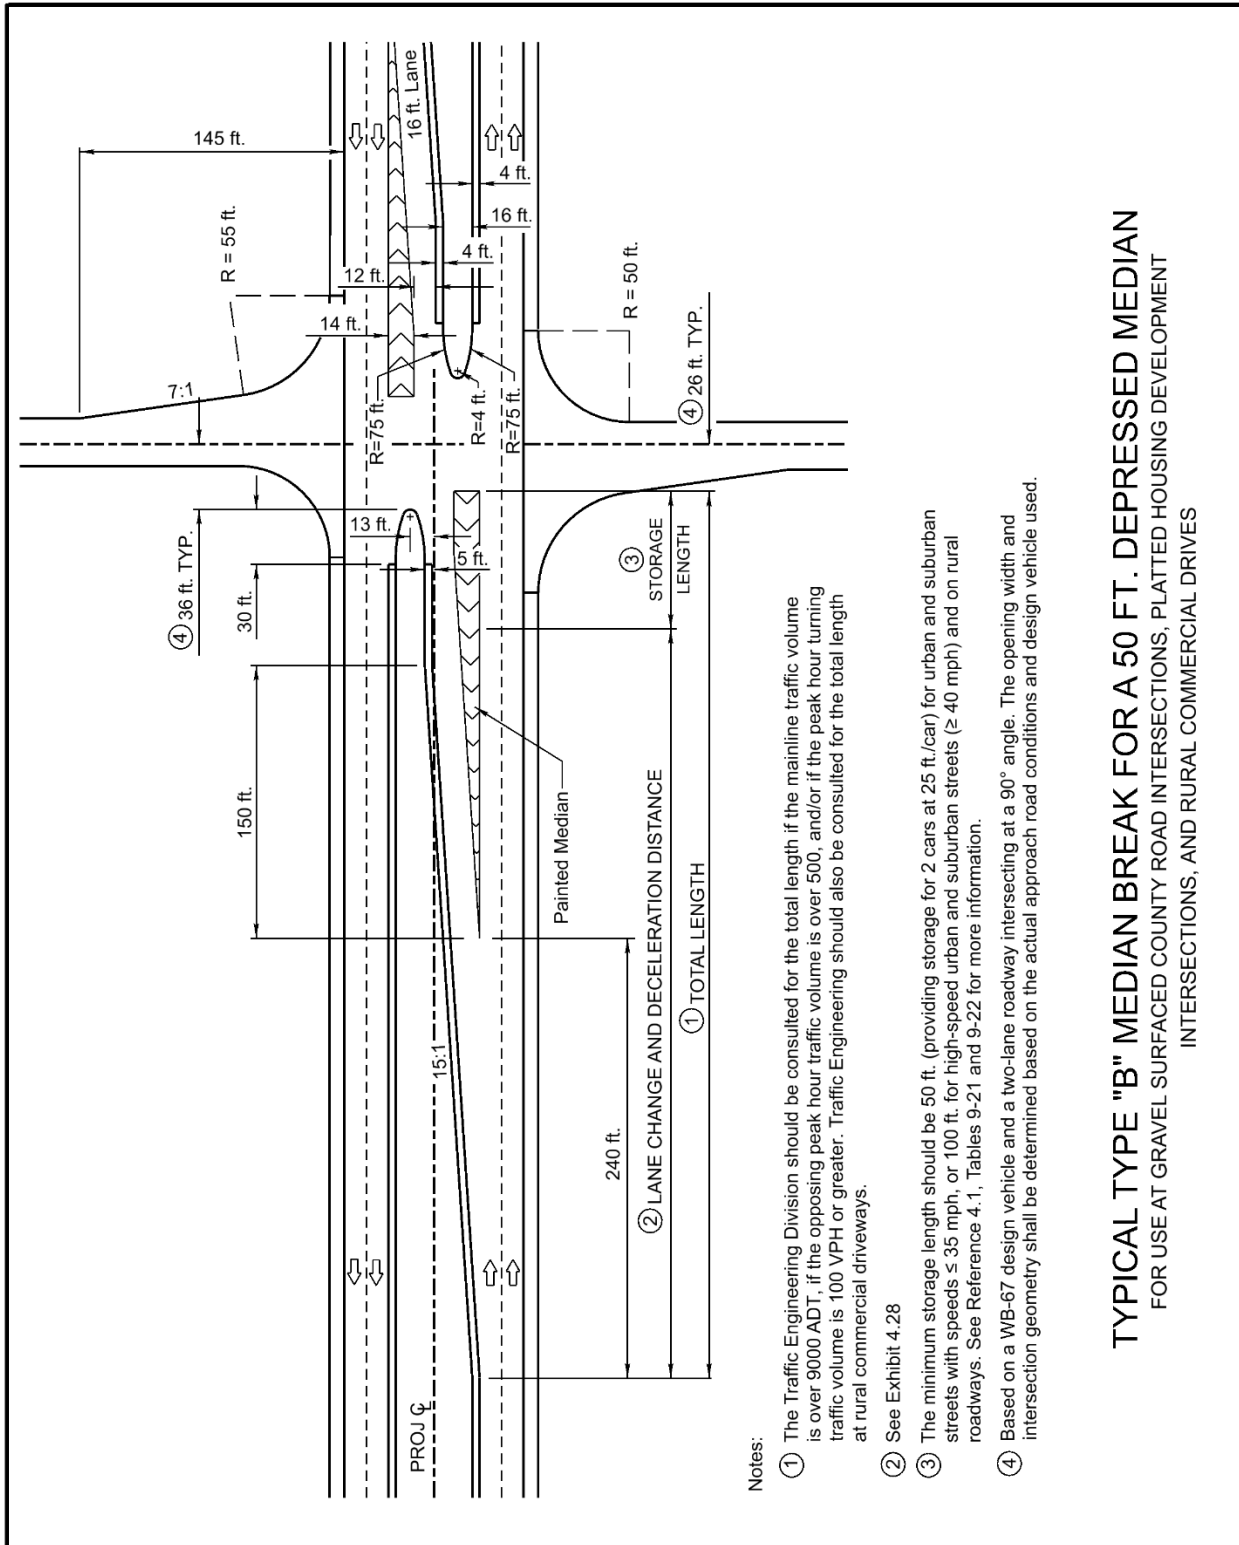 145 ft.
R = 55 ft.
16 ft. Lane
4 ft.
16 ft.
4 ft.
12 ft.
14 ft.
7:1
R=75 ft.
R=4 ft.
R=75 ft.
R = 50 ft.
④ 26 ft. TYP.
④ 36 ft. TYP.
13 ft.
5 ft.
30 ft.
150 ft.
③
STORAGE
LENGTH
Painted Median
15:1
240 ft.
② LANE CHANGE AND DECELERATION DISTANCE
① TOTAL LENGTH
PROJ ℄
Notes:
① The Traffic Engineering Division should be consulted for the total length if the mainline traffic volume
is over 9000 ADT, if the opposing peak hour traffic volume is over 500, and/or if the peak hour turning
traffic volume is 100 VPH or greater. Traffic Engineering should also be consulted for the total length
at rural commercial driveways.
② See Exhibit 4.28
③ The minimum storage length should be 50 ft. (providing storage for 2 cars at 25 ft./car) for urban and suburban
streets with speeds ≤ 35 mph, or 100 ft. for high-speed urban and suburban streets (≥ 40 mph) and on rural
roadways. See Reference 4.1, Tables 9-21 and 9-22 for more information.
④ Based on a WB-67 design vehicle and a two-lane roadway intersecting at a 90° angle. The opening width and
intersection geometry shall be determined based on the actual approach road conditions and design vehicle used.
TYPICAL TYPE "B" MEDIAN BREAK FOR A 50 FT. DEPRESSED MEDIAN
FOR USE AT GRAVEL SURFACED COUNTY ROAD INTERSECTIONS, PLATTED HOUSING DEVELOPMENT
INTERSECTIONS, AND RURAL COMMERCIAL DRIVES